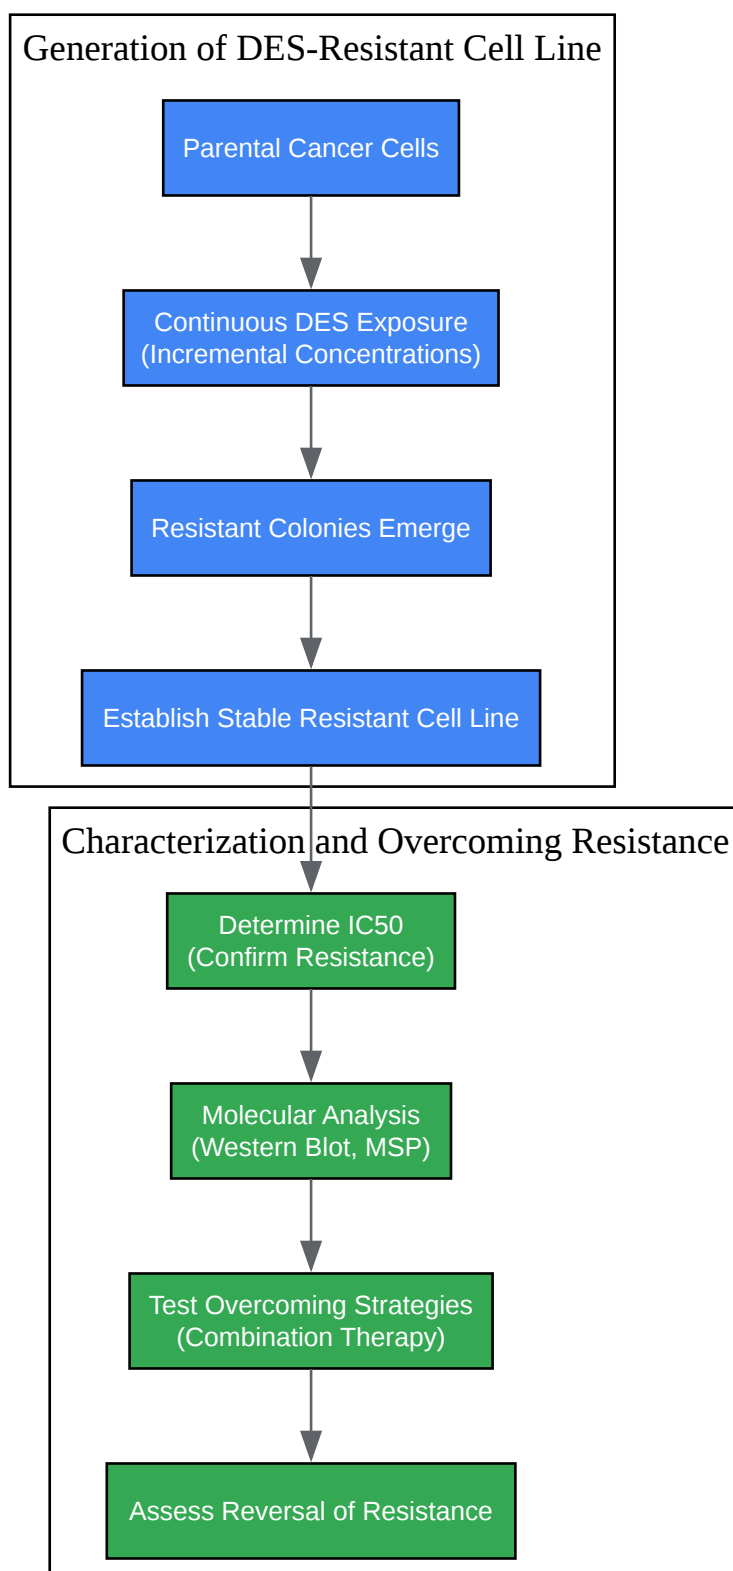 Generation of DES-Resistant Cell Line
Parental Cancer Cells
Continuous DES Exposure
(Incremental Concentrations)
Resistant Colonies Emerge
Establish Stable Resistant Cell Line
Characterization and Overcoming Resistance
Determine IC50
(Confirm Resistance)
Molecular Analysis
(Western Blot, MSP)
Test Overcoming Strategies
(Combination Therapy)
Assess Reversal of Resistance